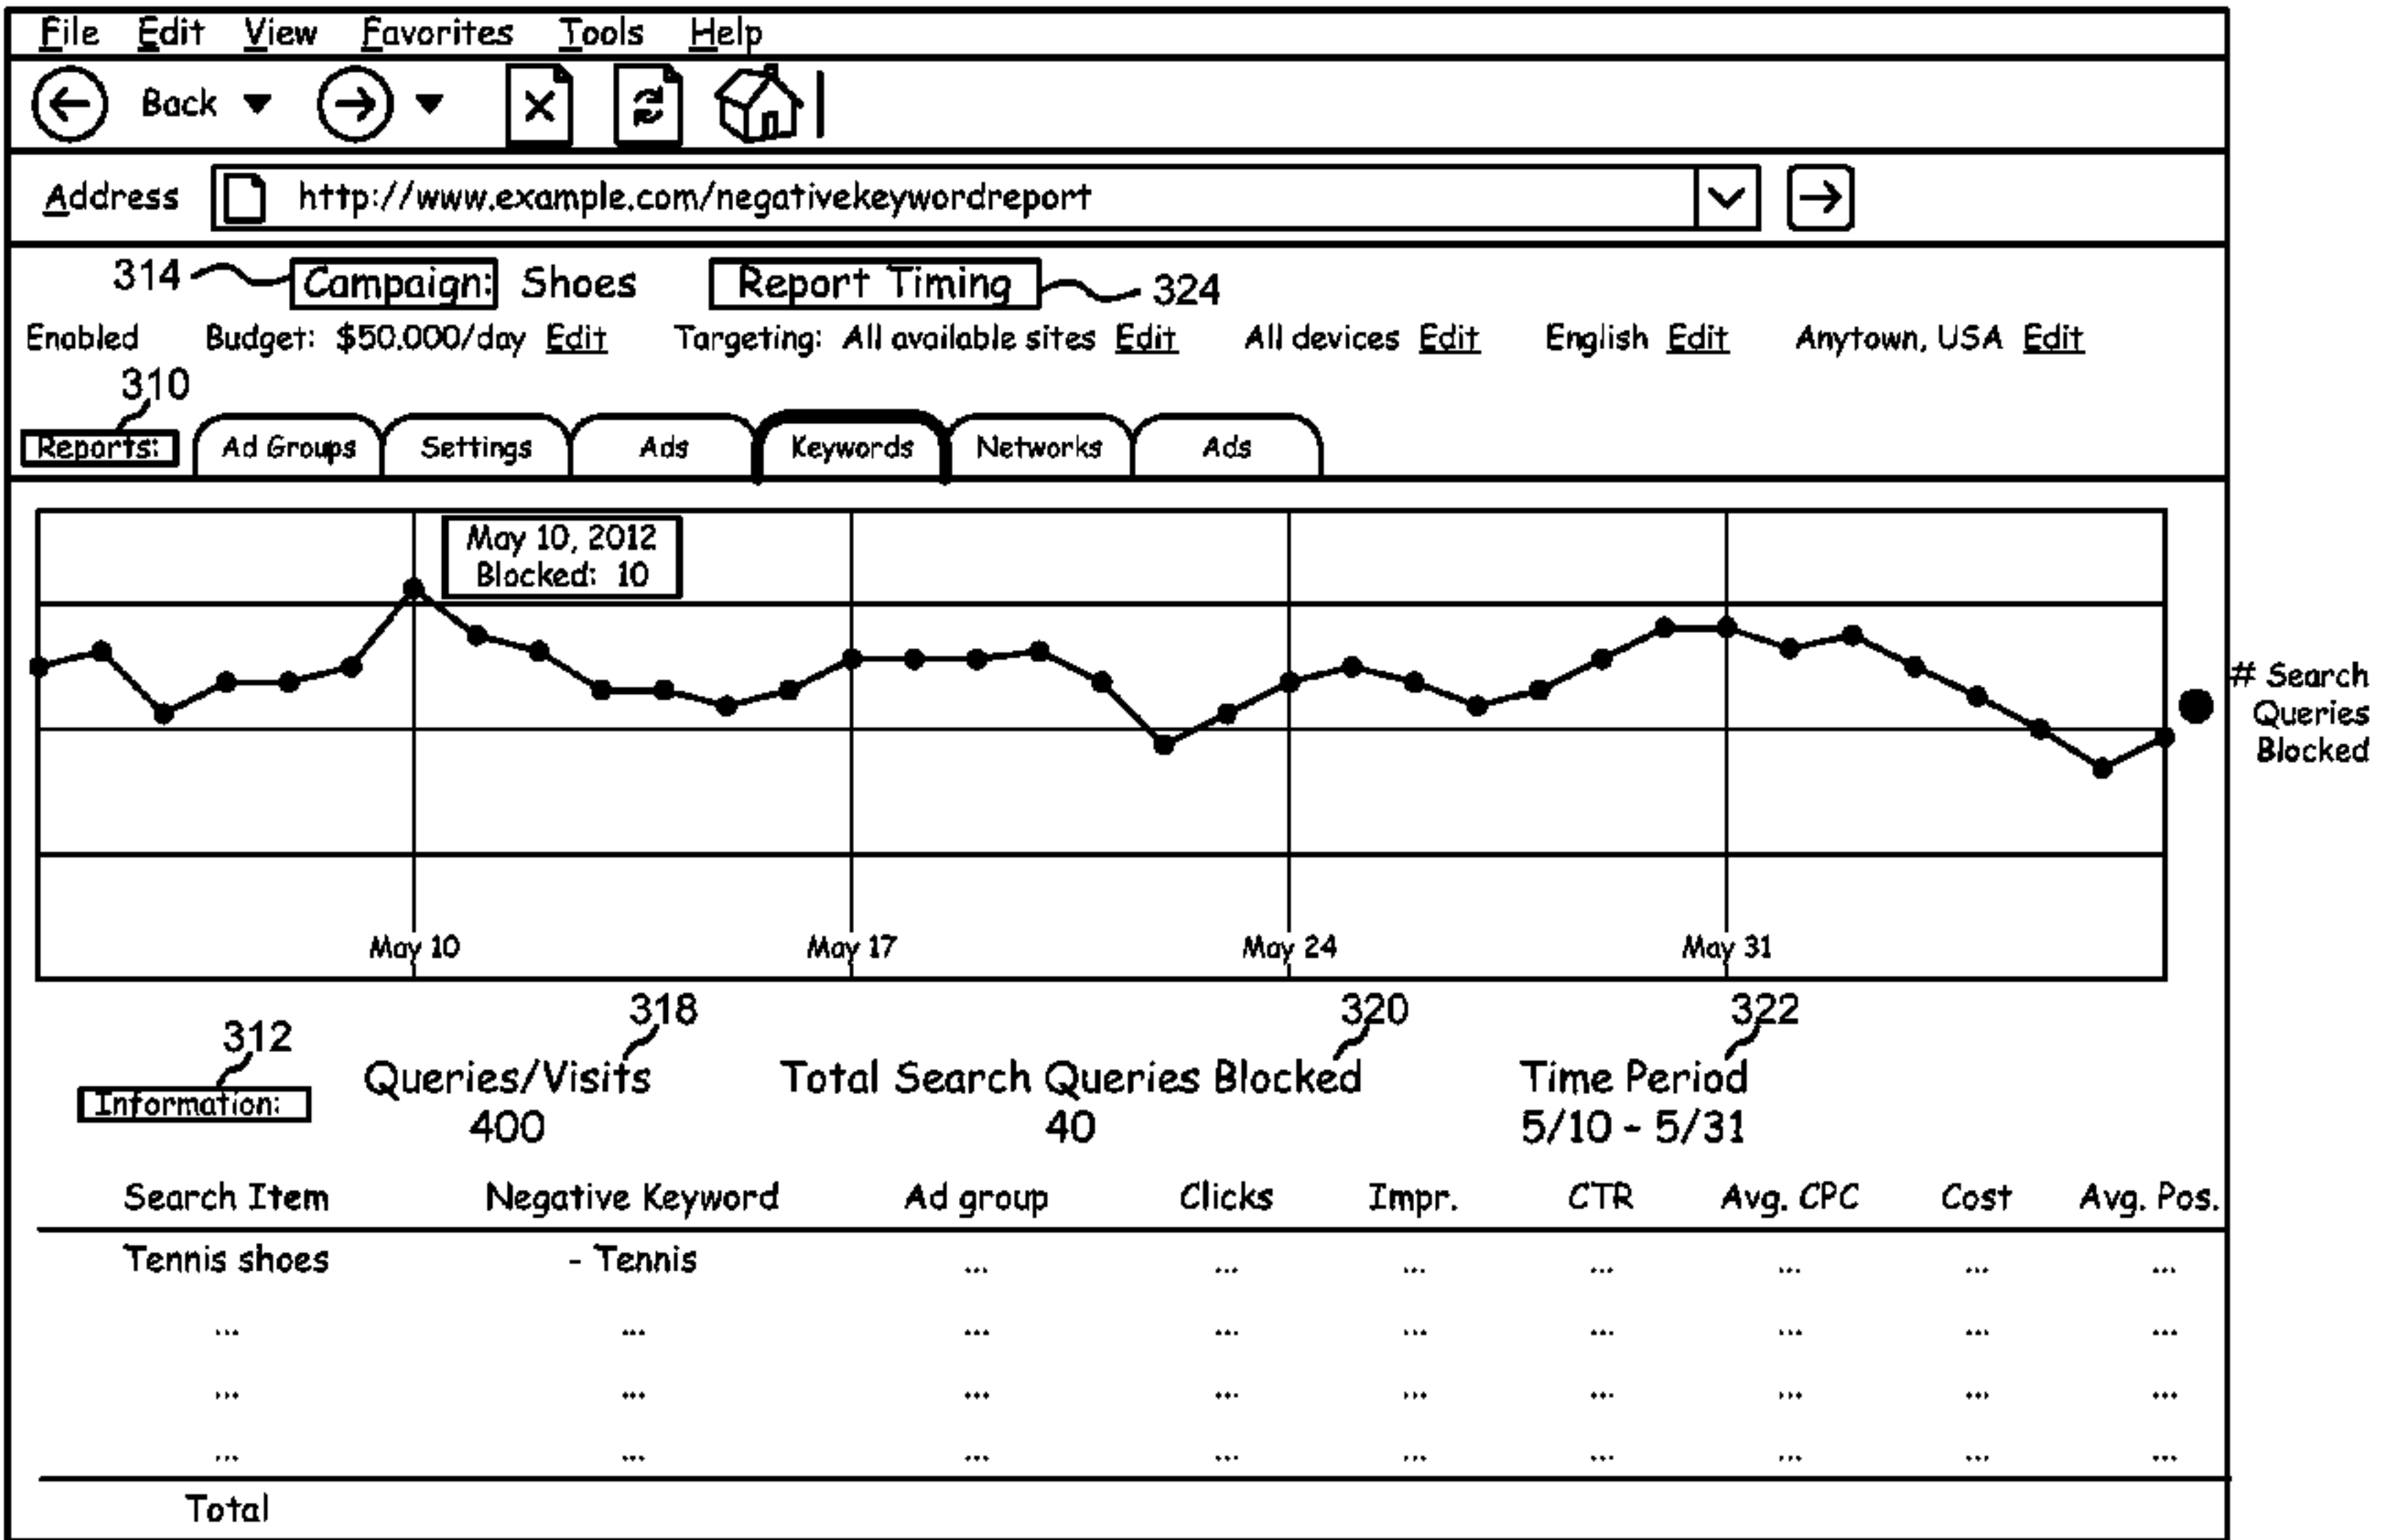 File Edit View Favorites Tools Help
Back
Address http://www.example.com/negativekeywordreport
314 Campaign: Shoes Report Timing 324
Enabled Budget: $50.000/day Edit Targeting: All available sites Edit All devices Edit English Edit Anytown, USA Edit
310
Reports: Ad Groups Settings Ads Keywords Networks Ads
May 10, 2012
Blocked: 10
# Search
Queries
Blocked
May 10 May 17 May 24 May 31
312 318 320 322
Information: Queries/Visits Total Search Queries Blocked Time Period
400 40 5/10 - 5/31
Search Item Negative Keyword Ad group Clicks Impr. CTR Avg. CPC Cost Avg. Pos.
Tennis shoes - Tennis ... ... ... ... ... ... ...
... ... ... ... ... ... ... ... ...
... ... ... ... ... ... ... ... ...
... ... ... ... ... ... ... ... ...
Total